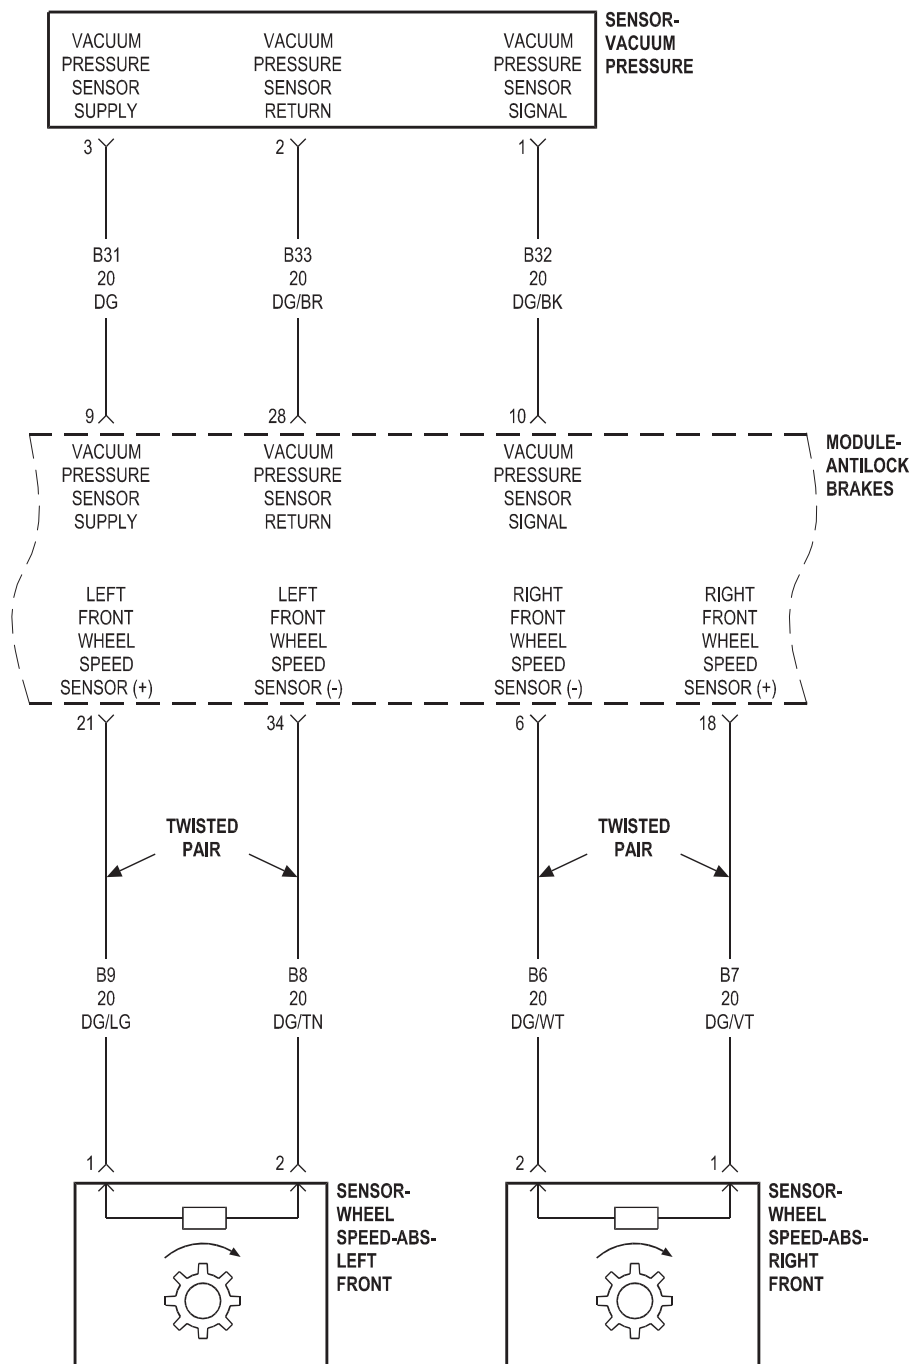 SENSOR-
VACUUM
PRESSURE
VACUUM
PRESSURE
SENSOR
SUPPLY
VACUUM
PRESSURE
SENSOR
RETURN
VACUUM
PRESSURE
SENSOR
SIGNAL
3
2
1
B31
20
DG
B33
20
DG/BR
B32
20
DG/BK
9
28
10
MODULE-
ANTILOCK
BRAKES
VACUUM
PRESSURE
SENSOR
SUPPLY
VACUUM
PRESSURE
SENSOR
RETURN
VACUUM
PRESSURE
SENSOR
SIGNAL
LEFT
FRONT
WHEEL
SPEED
SENSOR (+)
LEFT
FRONT
WHEEL
SPEED
SENSOR (-)
RIGHT
FRONT
WHEEL
SPEED
SENSOR (-)
RIGHT
FRONT
WHEEL
SPEED
SENSOR (+)
21
34
6
18
TWISTED
PAIR
TWISTED
PAIR
B9
20
DG/LG
B8
20
DG/TN
B6
20
DG/WT
B7
20
DG/VT
1
2
2
1
SENSOR-
WHEEL
SPEED-ABS-
LEFT
FRONT
SENSOR-
WHEEL
SPEED-ABS-
RIGHT
FRONT